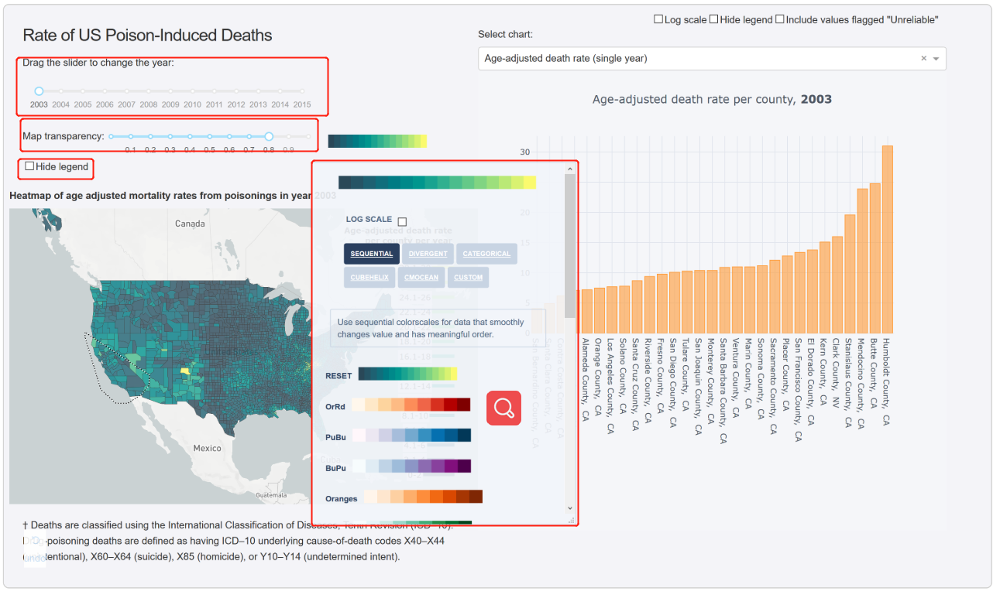 Rate of US Poison-Induced Deaths
Drag the slider to change the year:
2003 2004 2005 2006 2007 2008 2009 2010 2011 2012 2013 2014 2015
Map transparency:
0.1 0.2 0.3 0.4 0.5 0.6 0.7 0.8 0.9
Hide legend
Heatmap of age adjusted mortality rates from poisonings in year 2003
Canada
Mexico
Guatemala
LOG SCALE
Age-adjusted death rate
per county per year
SEQUENTIAL DIVERGENT CATEGORICAL
CUBEHELIX CMOCEAN CUSTOM
24.1-26
22.1-24
Use sequential colorscales for data that smoothly
changes value and has meaningful order.
16.1-18
RESET
12.1-14
OrRd
8.1-10
PuBu
4.1-6
BuPu
0-2
Oranges
† Deaths are classified using the International Classification of Diseases, Tenth Revision (ICD–10).
-poisoning deaths are defined as having ICD–10 underlying cause-of-death codes X40–X44
undo
tentional), X60–X64 (suicide), X85 (homicide), or Y10–Y14 (undetermined intent).
Log scale Hide legend Include values flagged "Unreliable"
Select chart:
Age-adjusted death rate (single year)
Age-adjusted death rate per county, 2003
30
20
15
10
5
0
San Bernardino County, CA
Santa Clara County, CA
Contra Costa County, CA
Alameda County, CA
Orange County, CA
Los Angeles County, CA
Solano County, CA
Santa Cruz County, CA
Riverside County, CA
Fresno County, CA
San Diego County, CA
Tulare County, CA
San Joaquin County, CA
Monterey County, CA
Santa Barbara County, CA
Ventura County, CA
Marin County, CA
Sonoma County, CA
Sacramento County, CA
Placer County, CA
San Francisco County, CA
El Dorado County, CA
Kern County, CA
Clark County, NV
Stanislaus County, CA
Mendocino County, CA
Butte County, CA
Humboldt County, CA